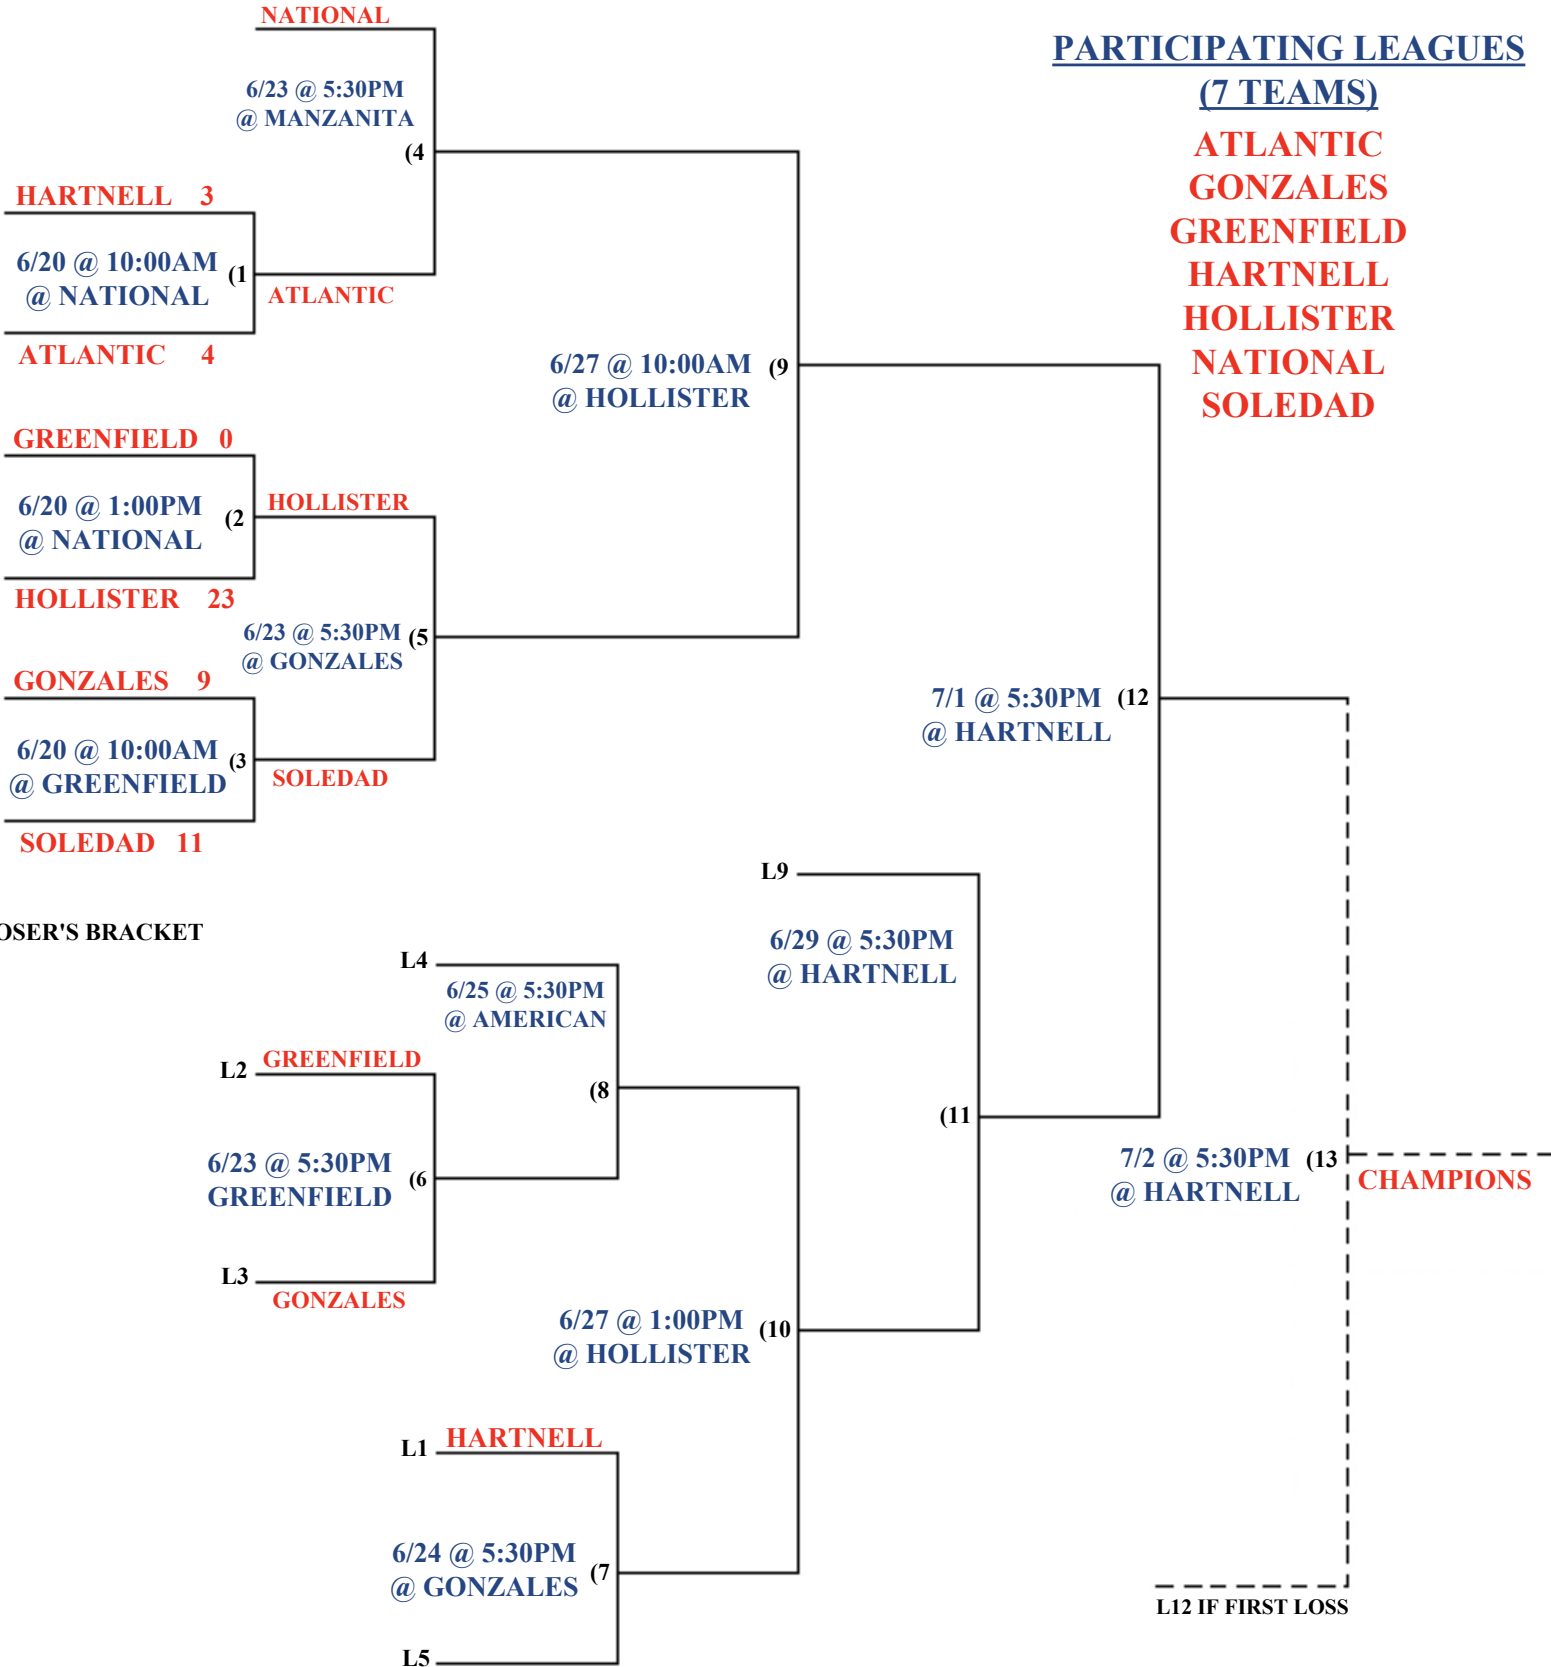 NATIONAL
PARTICIPATING LEAGUES
(7 TEAMS)
ATLANTIC
GONZALES
GREENFIELD
HARTNELL
HOLLISTER
NATIONAL
SOLEDAD
6/23 @ 5:30PM
@ MANZANITA
(4
HARTNELL 3
6/20 @ 10:00AM
@ NATIONAL
(1
ATLANTIC
ATLANTIC 4
6/27 @ 10:00AM
@ HOLLISTER
(9
GREENFIELD 0
6/20 @ 1:00PM
@ NATIONAL
(2
HOLLISTER
HOLLISTER 23
6/23 @ 5:30PM
@ GONZALES
(5
GONZALES 9
6/20 @ 10:00AM
@ GREENFIELD
(3
SOLEDAD
SOLEDAD 11
7/1 @ 5:30PM
@ HARTNELL
(12
OSER'S BRACKET
L9
6/29 @ 5:30PM
@ HARTNELL
(11
L4
6/25 @ 5:30PM
@ AMERICAN
(8
L2 GREENFIELD
6/23 @ 5:30PM
GREENFIELD
(6
L3
GONZALES
7/2 @ 5:30PM
@ HARTNELL
(13
CHAMPIONS
6/27 @ 1:00PM
@ HOLLISTER
(10
L1 HARTNELL
6/24 @ 5:30PM
@ GONZALES
(7
L5
L12 IF FIRST LOSS